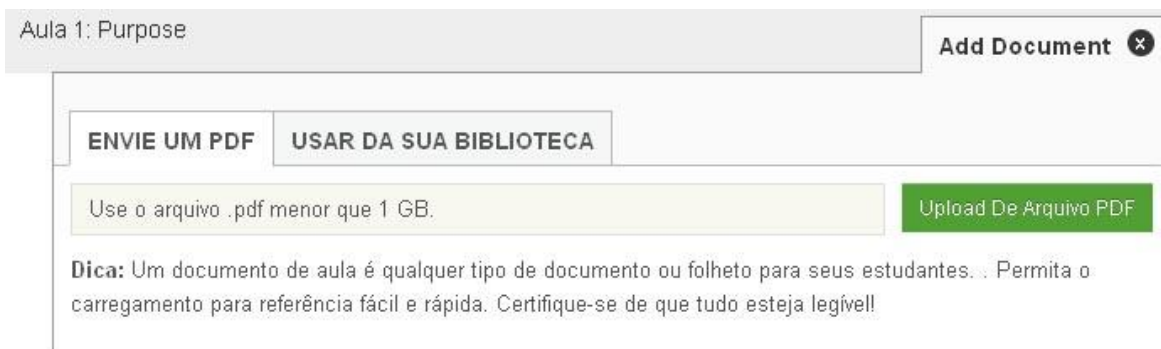 Aula 1: Purpose
Add Document
ENVIE UM PDF
USAR DA SUA BIBLIOTECA
Use o arquivo .pdf menor que 1 GB.
Upload De Arquivo PDF
Dica: Um documento de aula é qualquer tipo de documento ou folheto para seus estudantes. . Permita o
carregamento para referência fácil e rápida. Certifique-se de que tudo esteja legível!